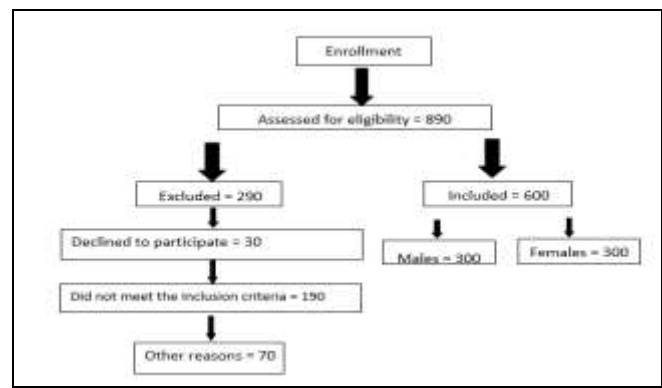 Enrollment
Assessed for eligibility = 890
Excluded = 290
Included = 600
Declined to participate = 30
Males = 300
Females = 300
Did not meet the inclusion criteria = 190
Other reasons = 70